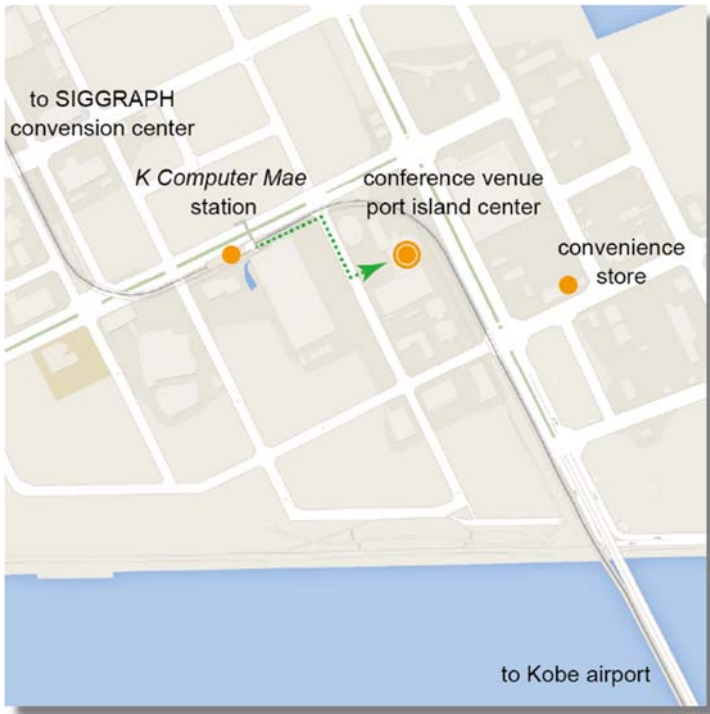 to SIGGRAPH
convension center
K Computer Mae
station
conference venue
port island center
convenience
store
to Kobe airport